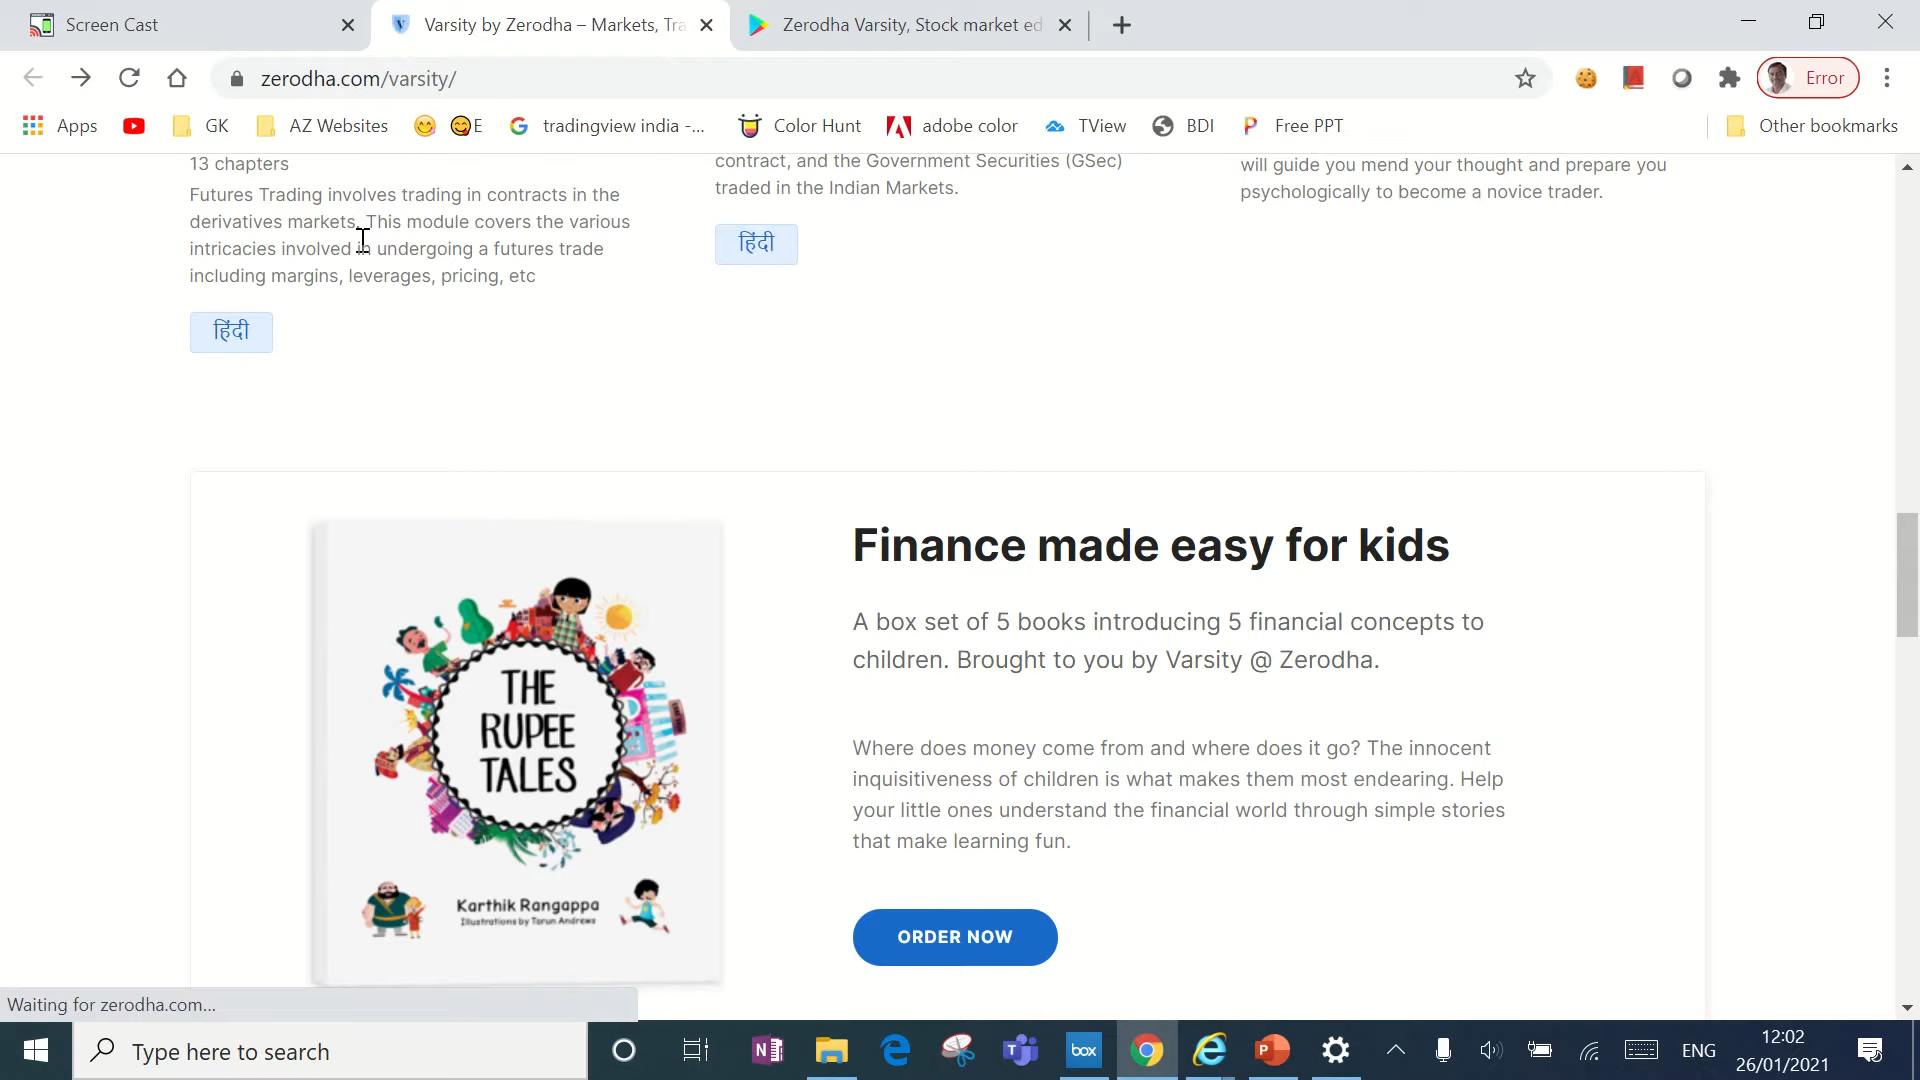 Screen Cast
Varsity by Zerodha – Markets, Tra
Zerodha Varsity, Stock market ed
zerodha.com/varsity/
Error
Apps
GK
AZ Websites
E
tradingview india -...
Color Hunt
adobe color
TView
BDI
Free PPT
Other bookmarks
13 chapters
Futures Trading involves trading in contracts in the
derivatives markets. This module covers the various
intricacies involved in undergoing a futures trade
including margins, leverages, pricing, etc
हिंदी
contract, and the Government Securities (GSec)
traded in the Indian Markets.
हिंदी
will guide you mend your thought and prepare you
psychologically to become a novice trader.
THE
RUPEE
TALES
Karthik Rangappa
Illustrations by Tarun Andrews
Finance made easy for kids
A box set of 5 books introducing 5 financial concepts to
children. Brought to you by Varsity @ Zerodha.
Where does money come from and where does it go? The innocent
inquisitiveness of children is what makes them most endearing. Help
your little ones understand the financial world through simple stories
that make learning fun.
ORDER NOW
Waiting for zerodha.com...
Type here to search
box
ENG
12:02
26/01/2021